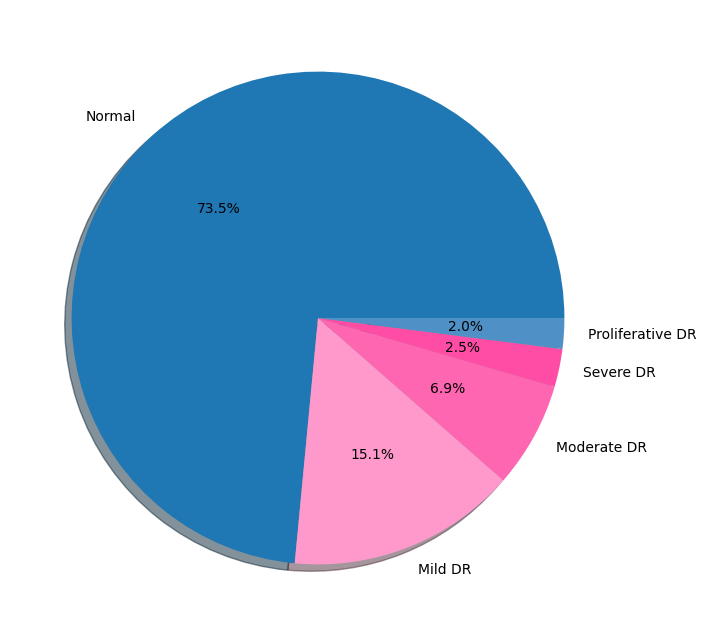 Normal
73.5%
2.0%
Proliferative DR
2.5%
Severe DR
6.9%
Moderate DR
15.1%
Mild DR